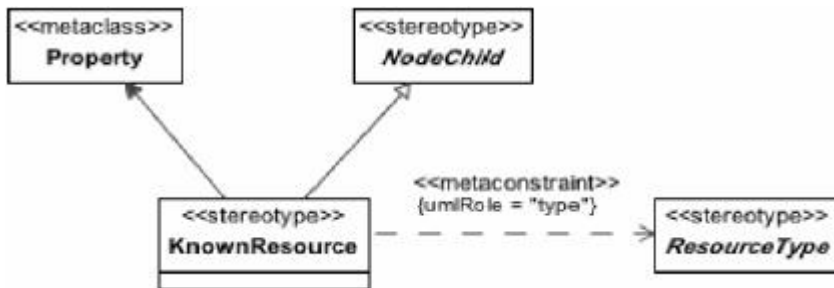 <<metaclass>>
Property
<<stereotype>>
NodeChild
<<metaconstraint>>
{umlRole = "type"}
<<stereotype>>
KnownResource
<<stereotype>>
ResourceType